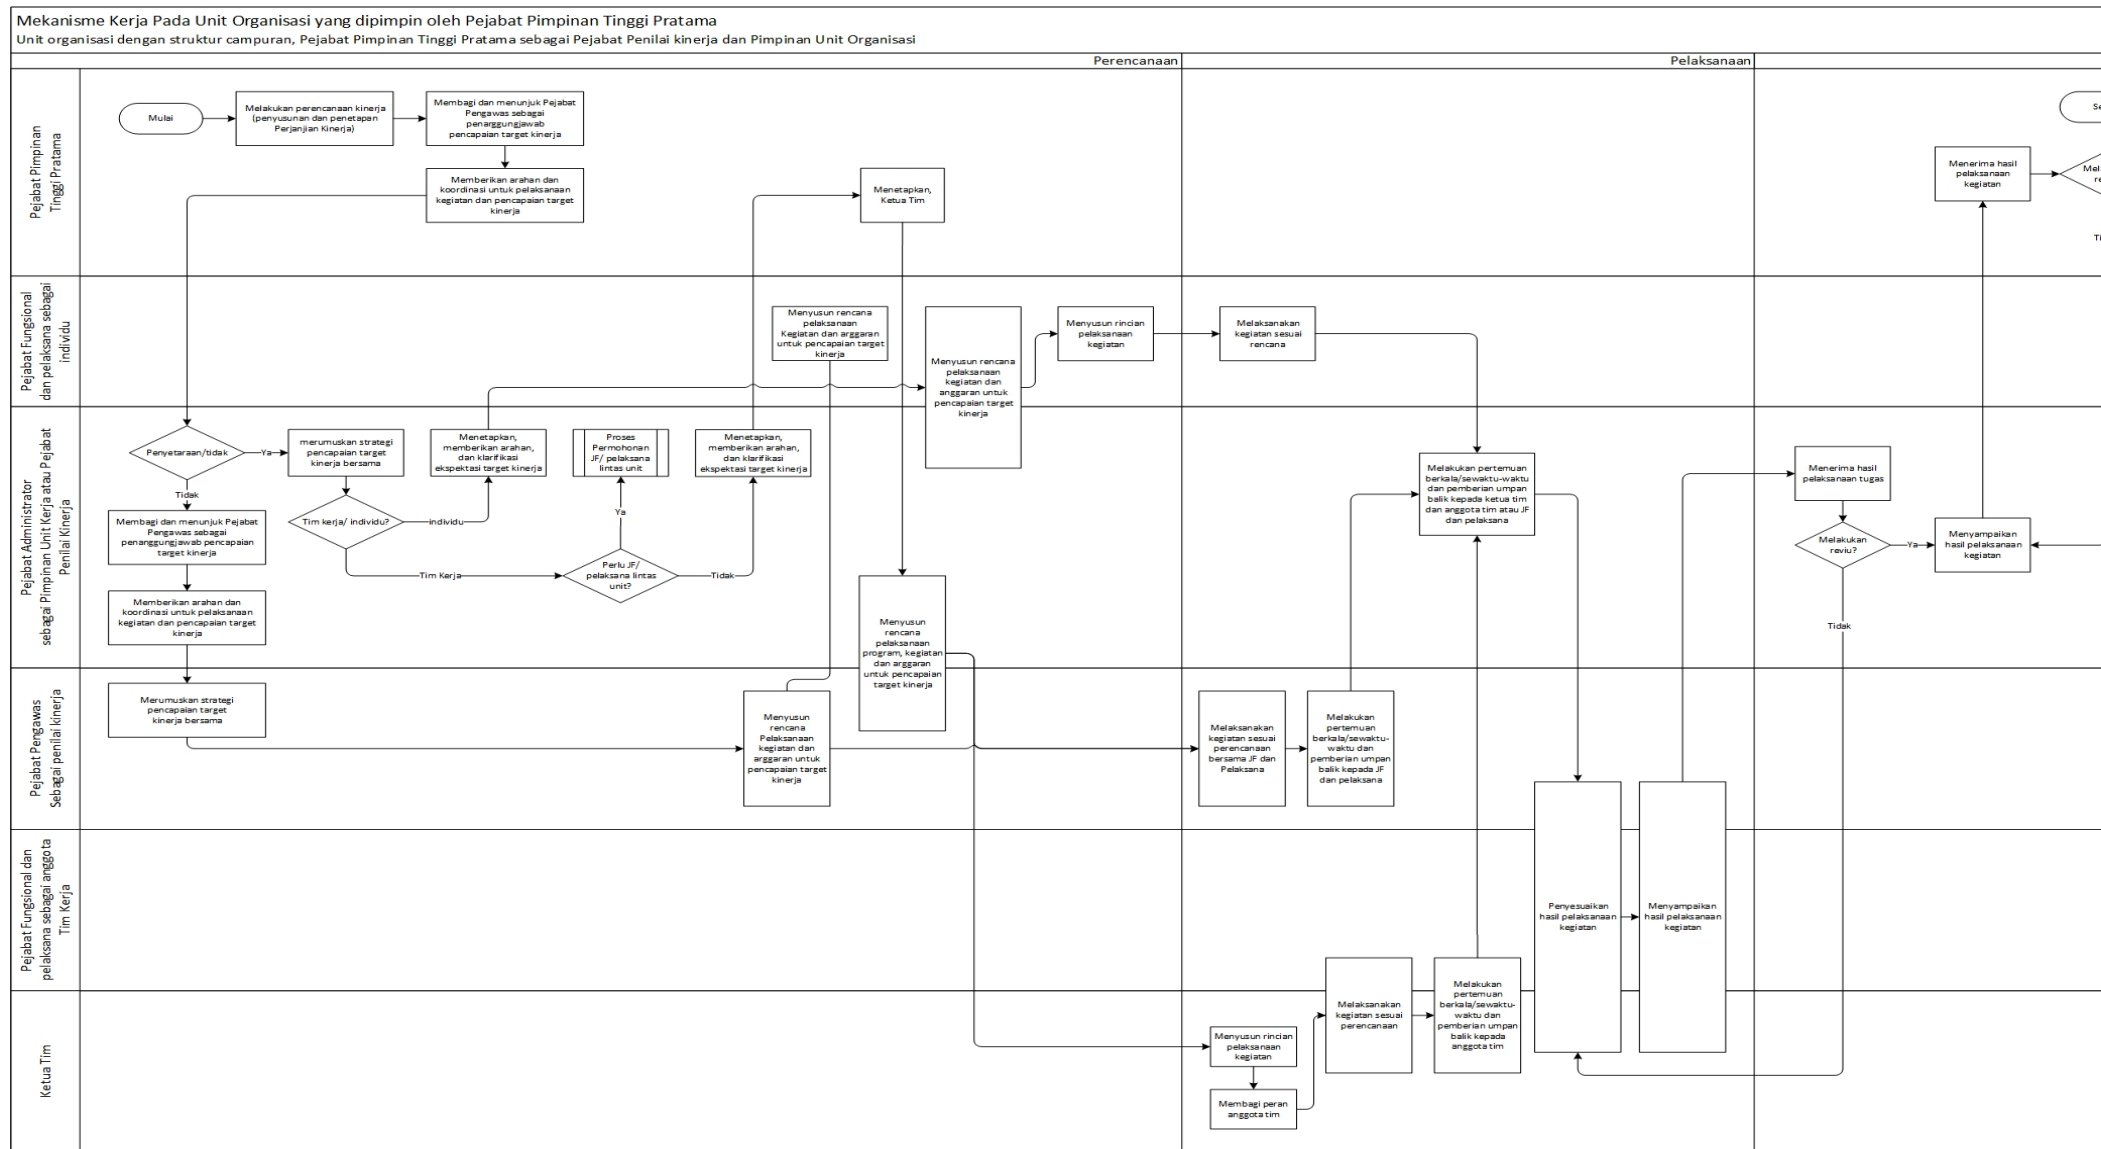 Mekanisme Kerja Pada Unit Organisasi yang dipimpin oleh Pejabat Pimpinan Tinggi Pratama
Unit organisasi dengan struktur campuran, Pejabat Pimpinan Tinggi Pratama sebagai Pejabat Penilai kinerja dan Pimpinan Unit Organisasi
Perencanaan
Pelaksanaan
Pejabat Pimpinan
Tinggi Pratama
Mulai
Melakukan perencanaan kinerja
(penyusunan dan penetapan
Perjanjian Kinerja)
Membagi dan menunjuk Pejabat
Pengawas sebagai
penarggungjawab
pencapaian target kinerja
Memberikan arahan dan
koordinasi untuk pelaksanaan
kegiatan dan pencapaian target
kinerja
Menetapkan,
Ketua Tim
Menerima hasil
pelaksanaan
kegiatan
Se
Mel
re
Ti
Pejabat Fungsional
dan pelaksana sebagai
individu
Menyusun rencana
pelaksanaan
Kegiatan dan arggaran
untuk pencapaian target
kinerja
Menyusun rencana
pelaksanaan
kegiatan dan
anggaran untuk
pencapaian target
kinerja
Menyusun rincian
pelaksanaan
kegiatan
Melaksanakan
kegiatan sesuai
rencana
Pejabat Administrator
sebagai Pimpinan Unit Kerja atau Pejabat
Penilai Kinerja
Penyetaraan/tidak
Ya
merumuskan strategi
pencapaian target
kinerja bersama
Menetapkan,
memberikan arahan,
dan klarifikasi
ekspektasi target kinerja
Proses
Permohonan
JF/ pelaksana
lintas unit
Menetapkan,
memberikan arahan,
dan klarifikasi
ekspektasi target kinerja
Tidak
Membagi dan menunjuk Pejabat
Pengawas sebagai
penanggungjawab pencapaian
target kinerja
Tim kerja/ individu?
individu
Ya
Tim Kerja
Perlu JF/
pelaksana lintas
unit?
Tidak
Memberikan arahan dan
koordinasi untuk pelaksanaan
kegiatan dan pencapaian target
kinerja
Menyusun
rencana
pelaksanaan
program, kegiatan
dan arggaran
untuk pencapaian
target kinerja
Melakukan pertemuan
berkala/sewaktu-waktu
dan pemberian umpan
balik kepada ketua tim
dan anggota tim atau JF
dan pelaksana
Menerima hasil
pelaksanaan tugas
Melakukan
reviu?
Ya
Menyampaikan
hasil pelaksanaan
kegiatan
Tidak
Pejabat Pengawas
Sebagai penilai kinerja
Merumuskan strategi
pencapaian target
kinerja bersama
Menyusun
rencana
Pelaksanaan
kegiatan dan
arggaran untuk
pencapaian target
kinerja
Melaksanakan
kegiatan sesuai
perencanaan
bersama JF dan
Pelaksana
Melakukan
pertemuan
berkala/sewaktu-
waktu dan
pemberian umpan
balik kepada JF
dan pelaksana
Pejabat Fungsional dan
pelaksana sebagai anggota
Tim Kerja
Penyesuaikan
hasil pelaksanaan
kegiatan
Menyampaikan
hasil pelaksanaan
kegiatan
Ketua Tim
Menyusun rincian
pelaksanaan
kegiatan
Membagi peran
anggota tim
Melaksanakan
kegiatan sesuai
perencanaan
Melakukan
pertemuan
berkala/sewaktu-
waktu dan
pemberian umpan
balik kepada
anggota tim